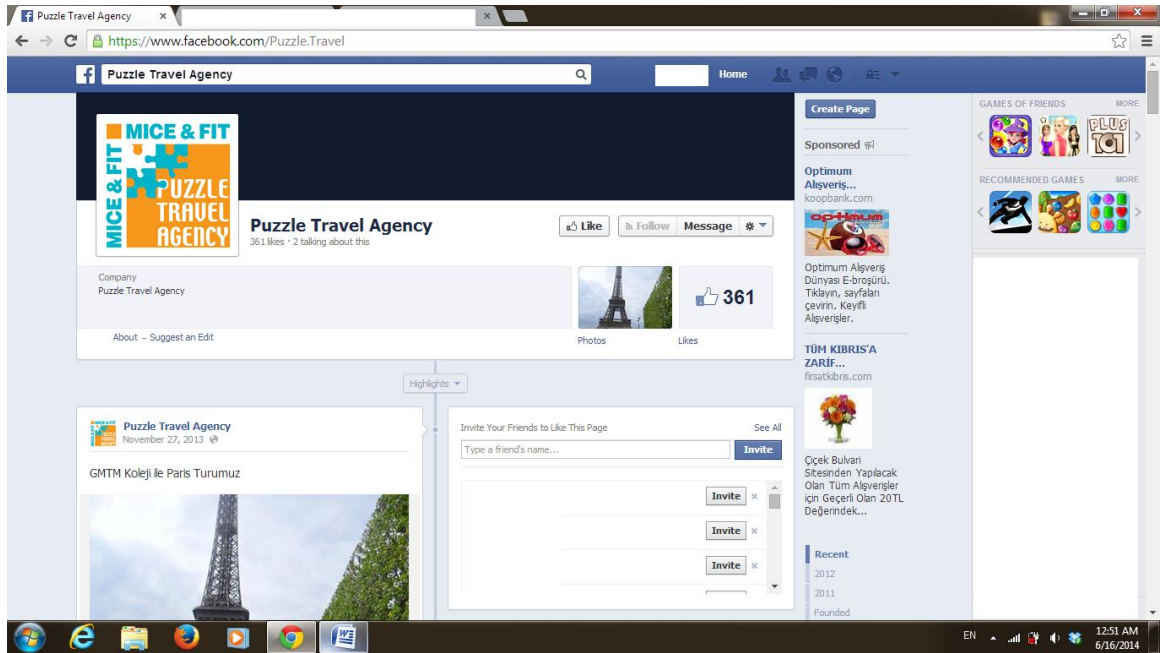 Puzzle Travel Agency
https://www.facebook.com/Puzzle.Travel
Puzzle Travel Agency
Home
MICE & FIT
MICE & FIT
PUZZLE
TRAVEL
AGENCY
Puzzle Travel Agency
361 likes · 2 talking about this
Like
Follow
Message
Company
Puzzle Travel Agency
361
About – Suggest an Edit
Photos
Likes
Highlights
Puzzle Travel Agency
November 27, 2013
GMTM Koleji ile Paris Turumuz
Invite Your Friends to Like This Page
See All
Type a friend's name...
Invite
Invite
Invite
Invite
Create Page
Sponsored
Optimum
Alışveriş...
koopbank.com
optimum
Optimum Alışveriş
Dünyası E-broşürü.
Tıklayın, sayfaları
çevirin. Keyifli
Alışverişler.
TÜM KIBRIS'A
ZARİF...
firsatkibris.com
Çiçek Bulvari
Sitesinden Yapılacak
Olan Tüm Alışverişler
için Geçerli Olan 20TL
Değerindek...
Recent
2012
2011
Founded
GAMES OF FRIENDS
MORE
PLUS
RECOMMENDED GAMES
MORE
EN
12:51 AM
6/16/2014